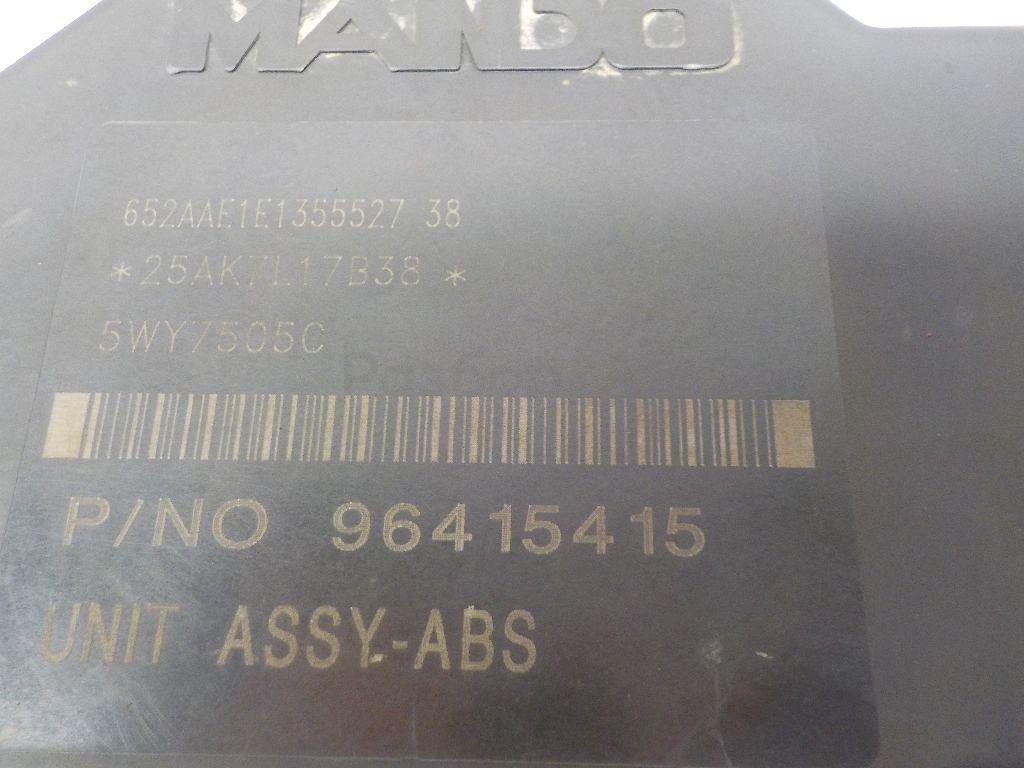 MANDO
652AAE1E1355527 38
*25AK7L17B38 *
5WY7505C
P/NO 96415415
UNIT ASSY-ABS